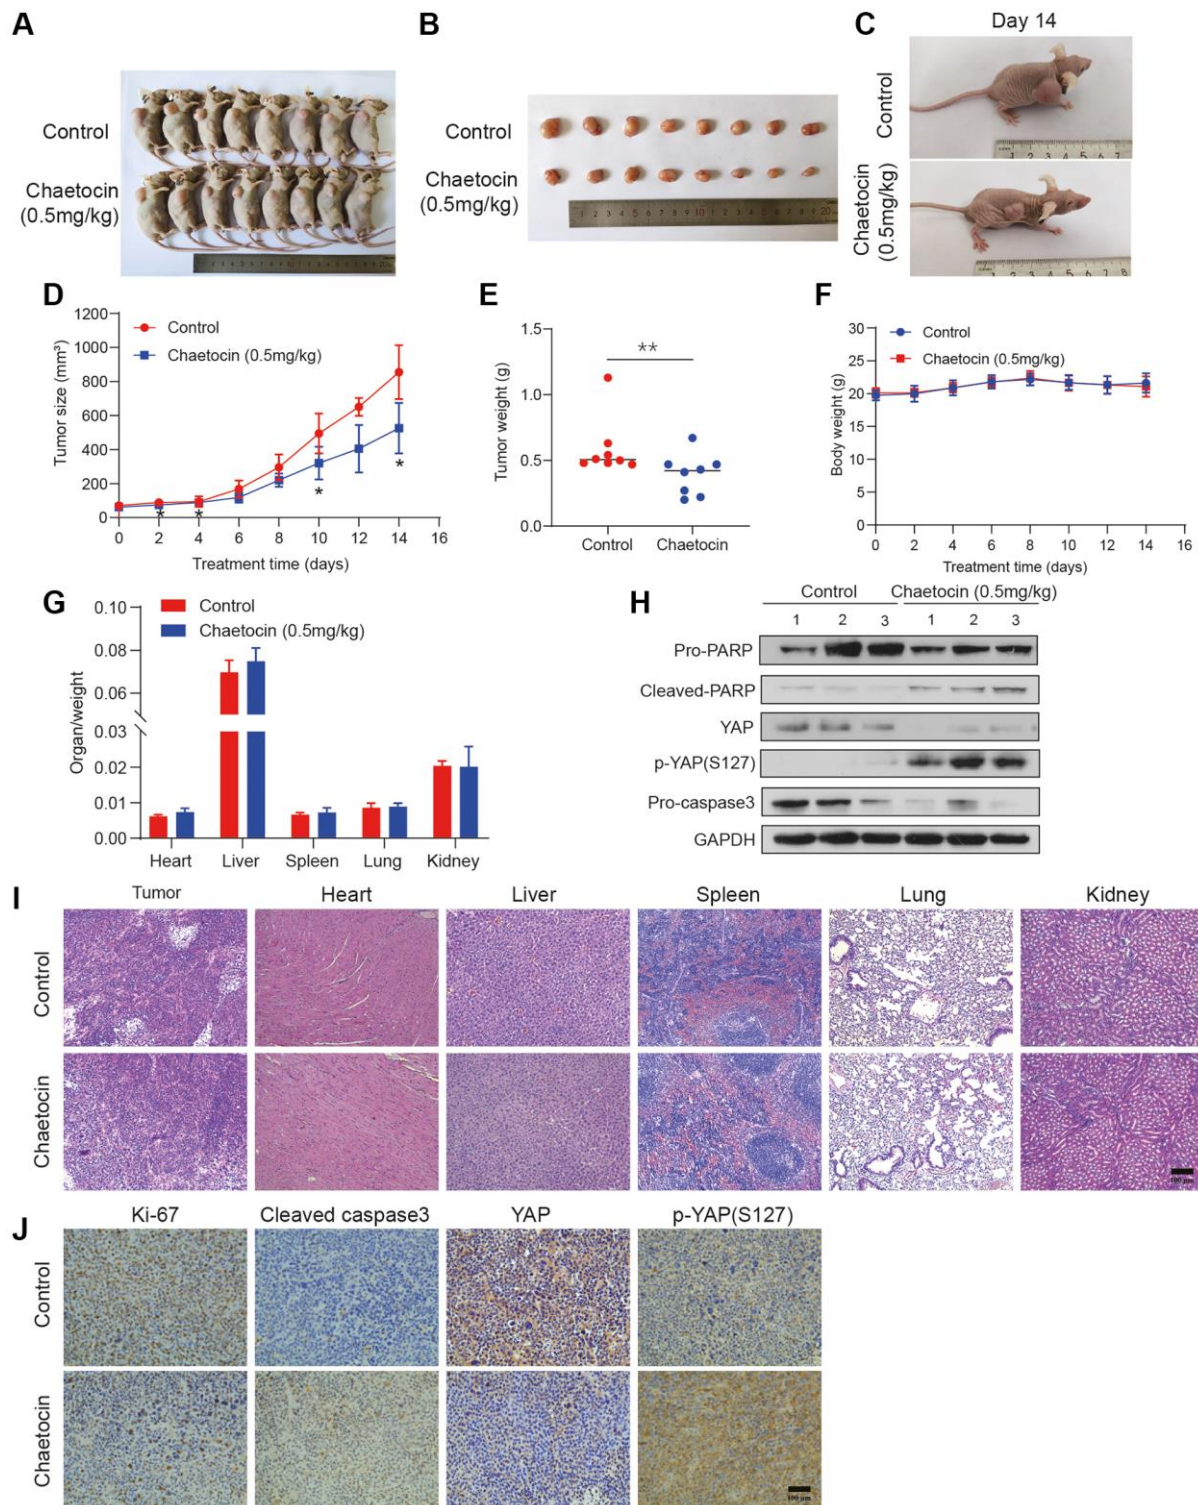 A
Control
Chaetocin
(0.5mg/kg)
B
Control
Chaetocin
(0.5mg/kg)
C
Day 14
Control
Chaetocin
(0.5mg/kg)
D
1200
1000
800
600
400
200
0
Tumor size (mm³)
Control
Chaetocin (0.5mg/kg)
* * * *
0 2 4 6 8 10 12 14 16
Treatment time (days)
E
1.5
1.0
0.5
0.0
Tumor weight (g)
**
Control Chaetocin
F
30
25
20
15
10
5
0
Body weight (g)
Control
Chaetocin (0.5mg/kg)
0 2 4 6 8 10 12 14 16
Treatment time (days)
G
0.10
0.08
0.06
0.03
0.02
0.01
0.00
Organ/weight
Control
Chaetocin (0.5mg/kg)
Heart Liver Spleen Lung Kidney
H
Control Chaetocin (0.5mg/kg)
1 2 3 1 2 3
Pro-PARP
Cleaved-PARP
YAP
p-YAP(S127)
Pro-caspase3
GAPDH
I
Tumor Heart Liver Spleen Lung Kidney
Control
Chaetocin
100 μm
J
Ki-67 Cleaved caspase3 YAP p-YAP(S127)
Control
Chaetocin
100 μm